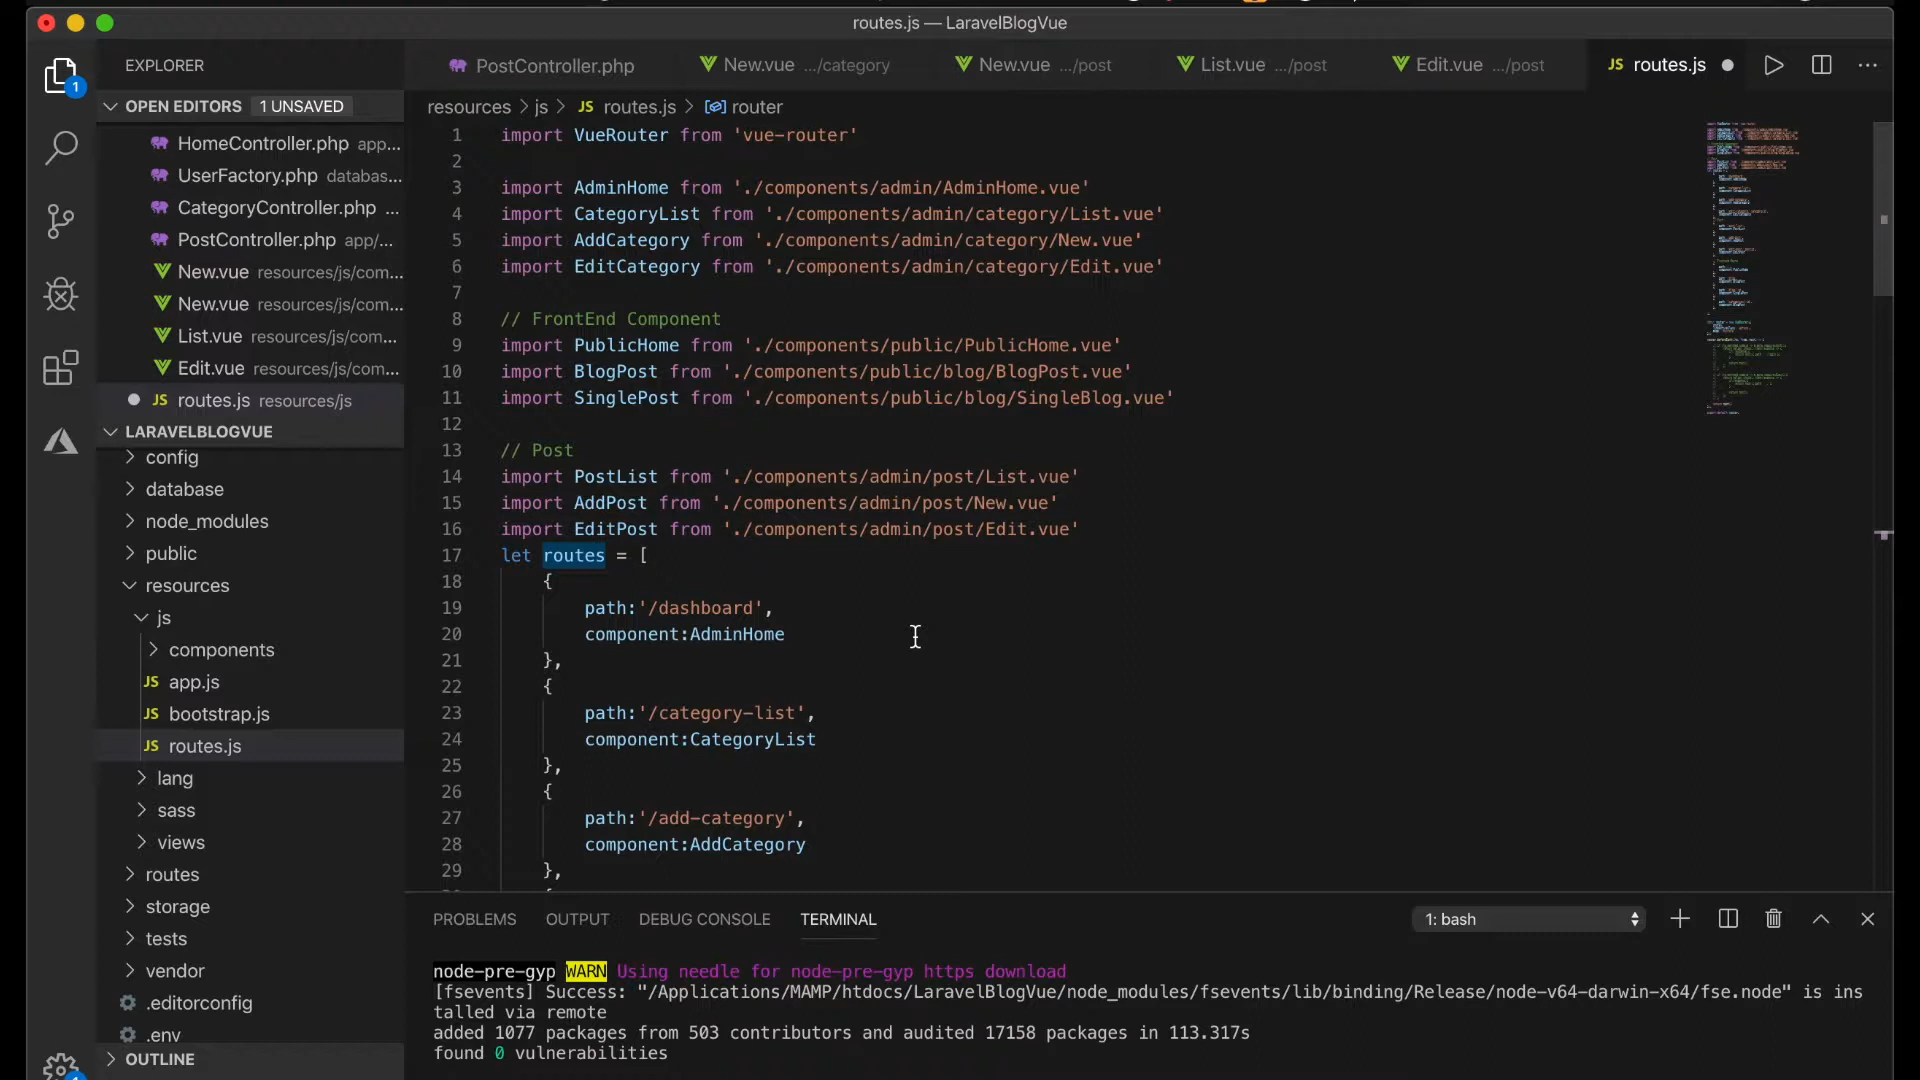 routes.js — LaravelBlogVue
EXPLORER
OPEN EDITORS 1 UNSAVED
HomeController.php app...
UserFactory.php databas...
CategoryController.php ...
PostController.php app/...
New.vue resources/js/com...
New.vue resources/js/com...
List.vue resources/js/com...
Edit.vue resources/js/com...
JS routes.js resources/js
LARAVELBLOGVUE
config
database
node_modules
public
resources
js
components
JS app.js
JS bootstrap.js
JS routes.js
lang
sass
views
routes
storage
tests
vendor
.editorconfig
.env
OUTLINE
1
PostController.php New.vue .../category New.vue .../post List.vue .../post Edit.vue .../post JS routes.js
resources > js > JS routes.js > router
1 import VueRouter from 'vue-router'
2
3 import AdminHome from './components/admin/AdminHome.vue'
4 import CategoryList from './components/admin/category/List.vue'
5 import AddCategory from './components/admin/category/New.vue'
6 import EditCategory from './components/admin/category/Edit.vue'
7
8 // FrontEnd Component
9 import PublicHome from './components/public/PublicHome.vue'
10 import BlogPost from './components/public/blog/BlogPost.vue'
11 import SinglePost from './components/public/blog/SingleBlog.vue'
12
13 // Post
14 import PostList from './components/admin/post/List.vue'
15 import AddPost from './components/admin/post/New.vue'
16 import EditPost from './components/admin/post/Edit.vue'
17 let routes = [
18 {
19 path:'/dashboard',
20 component:AdminHome
21 },
22 {
23 path:'/category-list',
24 component:CategoryList
25 },
26 {
27 path:'/add-category',
28 component:AddCategory
29 },
PROBLEMS OUTPUT DEBUG CONSOLE TERMINAL 1: bash
node-pre-gyp WARN Using needle for node-pre-gyp https download
[fsevents] Success: "/Applications/MAMP/htdocs/LaravelBlogVue/node_modules/fsevents/lib/binding/Release/node-v64-darwin-x64/fse.node" is ins
talled via remote
added 1077 packages from 503 contributors and audited 17158 packages in 113.317s
found 0 vulnerabilities